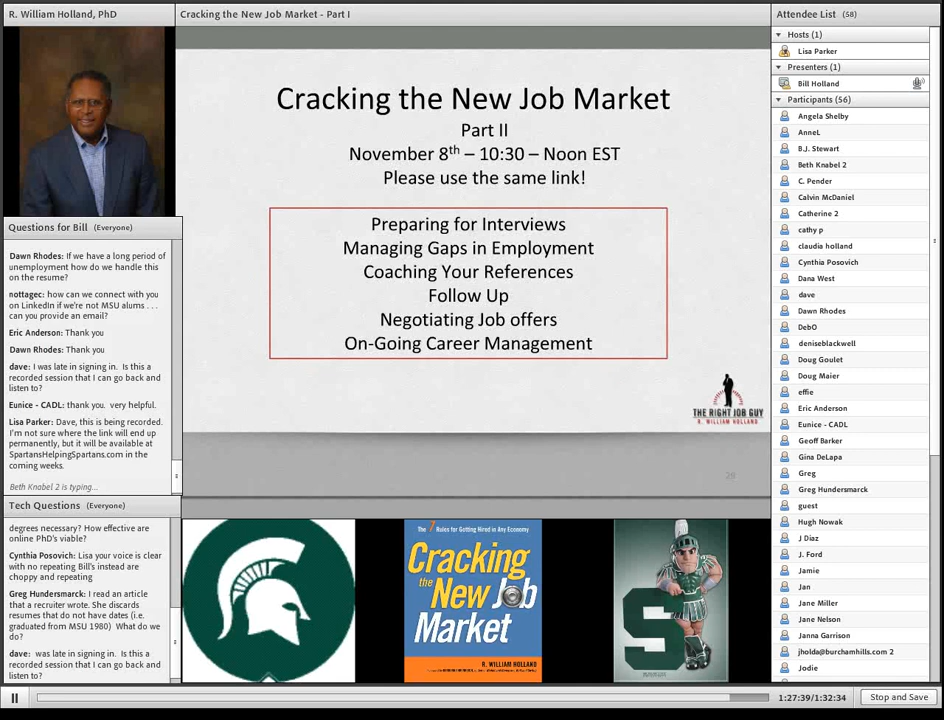 R. William Holland, PhD
Cracking the New Job Market - Part I
Attendee List (58)
Cracking the New Job Market
Part II
November 8th – 10:30 – Noon EST
Please use the same link!
Preparing for Interviews
Managing Gaps in Employment
Coaching Your References
Follow Up
Negotiating Job offers
On-Going Career Management
THE RIGHT JOB GUY
R. WILLIAM HOLLAND
26
Questions for Bill (Everyone)
Dawn Rhodes: If we have a long period of
unemployment how do we handle this
on the resume?
nottagec: how can we connect with you
on LinkedIn if we're not MSU alums . . .
can you provide an email?
Eric Anderson: Thank you
Dawn Rhodes: Thank you
dave: I was late in signing in. Is this a
recorded session that I can go back and
listen to?
Eunice - CADL: thank you. very helpful.
Lisa Parker: Dave, this is being recorded.
I'm not sure where the link will end up
permanently, but it will be available at
SpartansHelpingSpartans.com in the
coming weeks.
Beth Knabel 2 is typing...
Tech Questions (Everyone)
degrees necessary? How effective are
online PhD's viable?
Cynthia Posovich: Lisa your voice is clear
with no repeating Bill's instead are
choppy and repeating
Greg Hundersmarck: I read an article
that a recruiter wrote. She discards
resumes that do not have dates (i.e.
graduated from MSU 1980) What do we
do?
dave: was late in signing in. Is this a
recorded session that I can go back and
listen to?
The 7 Rules for Getting Hired in Any Economy
Cracking
the New Job
Market
R. WILLIAM HOLLAND
S
Hosts (1)
Lisa Parker
Presenters (1)
Bill Holland
Participants (56)
Angela Shelby
AnneL
B.J. Stewart
Beth Knabel 2
C. Pender
Calvin McDaniel
Catherine 2
cathy p
claudia holland
Cynthia Posovich
Dana West
dave
Dawn Rhodes
DebO
deniseblackwell
Doug Goulet
Doug Maier
effie
Eric Anderson
Eunice - CADL
Geoff Barker
Gina DeLapa
Greg
Greg Hundersmarck
guest
Hugh Nowak
J Diaz
J. Ford
Jamie
Jan
Jane Miller
Jane Nelson
Janna Garrison
jholda@burchamhills.com 2
Jodie
1:27:39/1:32:34
Stop and Save